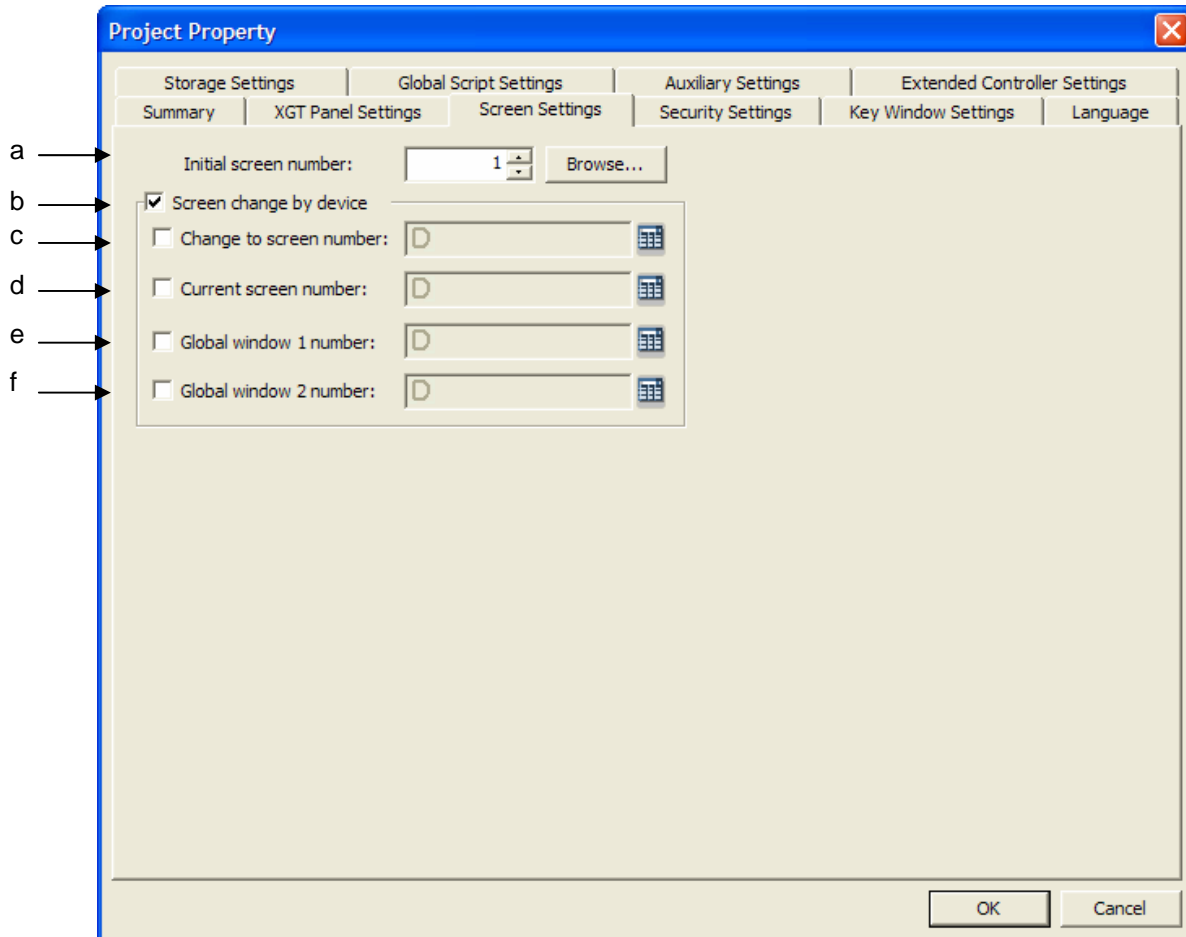 Project Property
Storage Settings Global Script Settings Auxiliary Settings Extended Controller Settings
Summary XGT Panel Settings Screen Settings Security Settings Key Window Settings Language
a Initial screen number: 1 Browse...
b Screen change by device
c Change to screen number: D
d Current screen number: D
e Global window 1 number: D
f Global window 2 number: D
OK Cancel